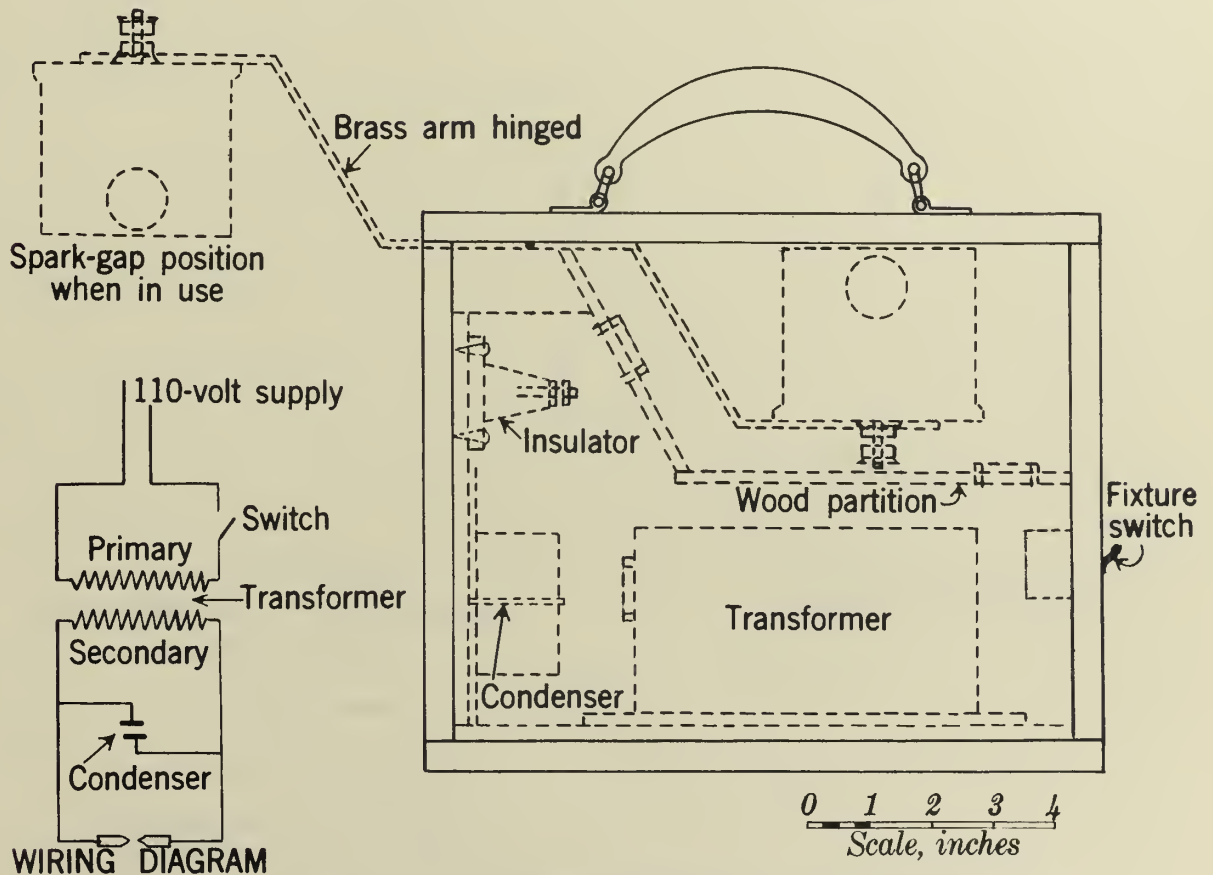 Brass arm hinged
Spark-gap position
when in use
110-volt supply
Switch
Primary
Transformer
Secondary
Condenser
WIRING DIAGRAM
Insulator
Wood partition
Fixture
switch
Transformer
Condenser
0 1 2 3 4
Scale, inches